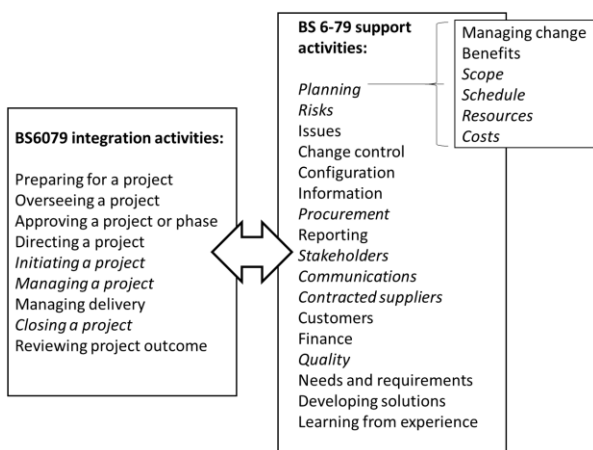 BS6079 integration activities:
Preparing for a project
Overseeing a project
Approving a project or phase
Directing a project
Initiating a project
Managing a project
Managing delivery
Closing a project
Reviewing project outcome
BS 6-79 support
activities:
Planning
Risks
Issues
Change control
Configuration
Information
Procurement
Reporting
Stakeholders
Communications
Contracted suppliers
Customers
Finance
Quality
Needs and requirements
Developing solutions
Learning from experience
Managing change
Benefits
Scope
Schedule
Resources
Costs